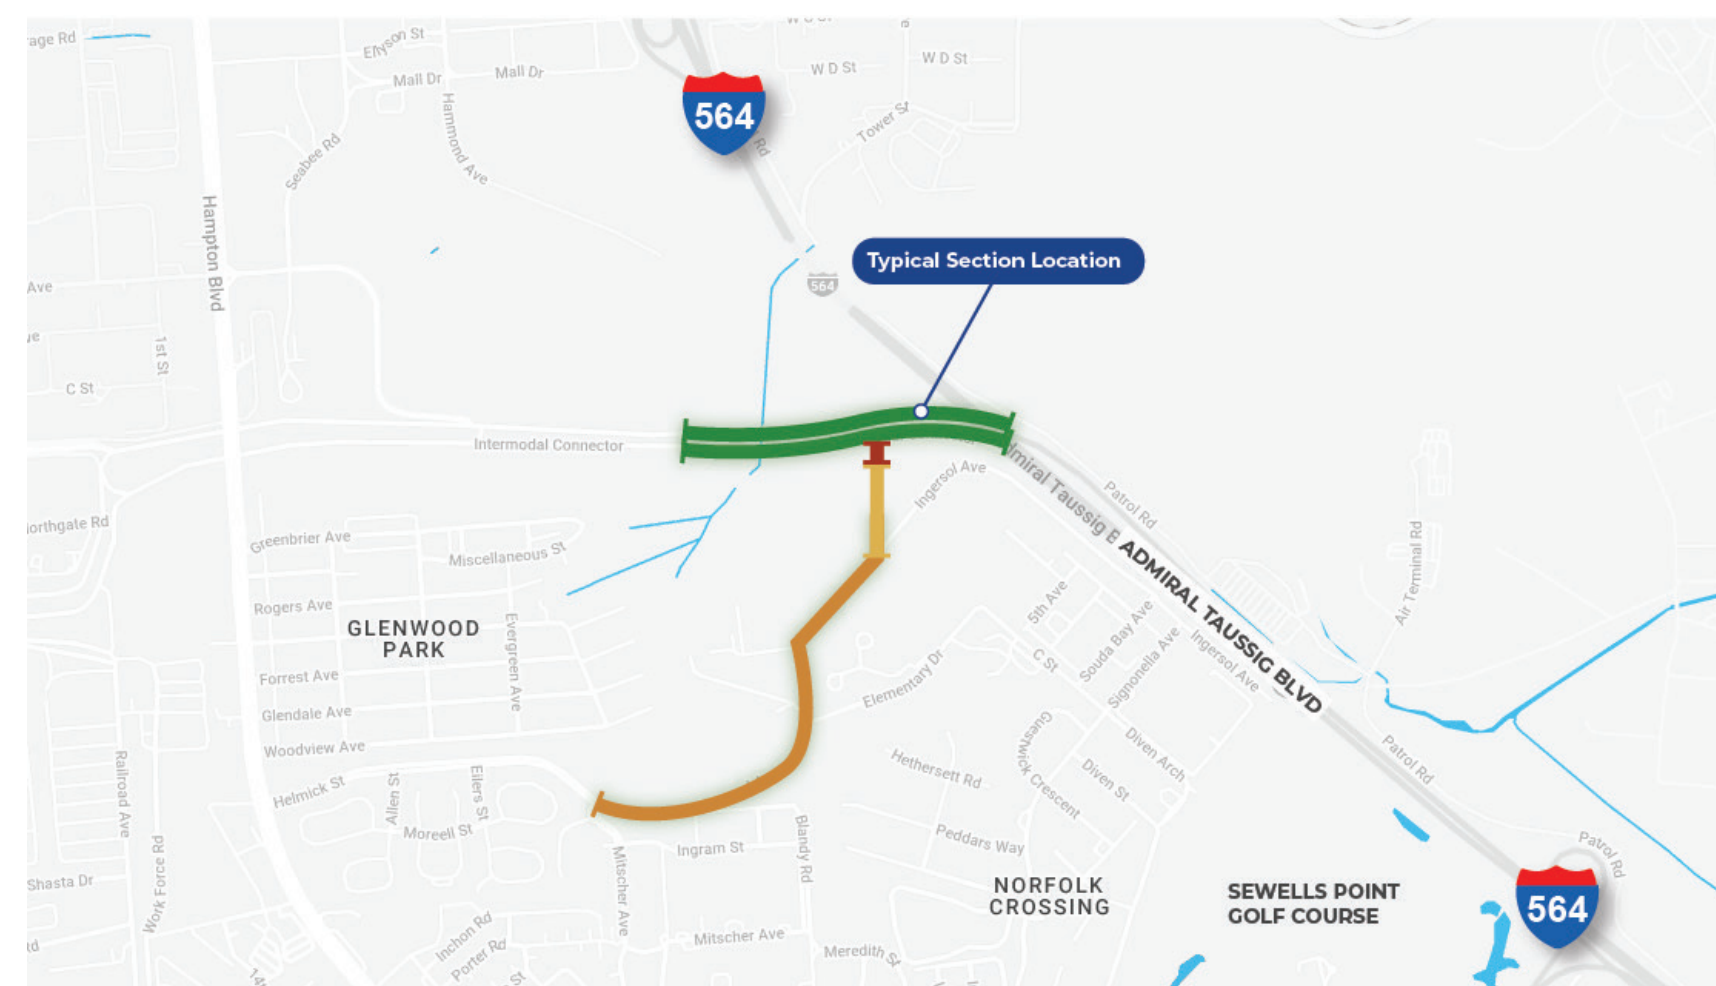 age Rd
Ellyson St
Mall Dr
Mall Dr
W D St
W D St
564
Rd
Tower St
Hammond Ave
Seabee Rd
Hampton Blvd
Typical Section Location
564
Ave
1st St
C St
Intermodal Connector
Ingersol Ave
dmiral Taussig B
Patrol Rd
ADMIRAL TAUSSIG BLVD
Air Terminal Rd
orthgate Rd
Greenbrier Ave
Miscellaneous St
Rogers Ave
GLENWOOD
PARK
Evergreen Ave
Forrest Ave
Glendale Ave
Woodview Ave
Helmick St
Allen St
Eilers St
Moreell St
Railroad Ave
Work Force Rd
Shasta Dr
5th Ave
C St
Souda Bay Ave
Signonella Ave
Ingersol Ave
Elementary Dr
Guestwick Crescent
Diven Arch
Diven St
Hethersett Rd
Peddars Way
Patrol Rd
Patrol Rd
Blandy Rd
Ingram St
Mitscher Ave
Mitscher Ave
Inchon Rd
Porter Rd
St
Meredith St
NORFOLK
CROSSING
SEWELLS POINT
GOLF COURSE
564